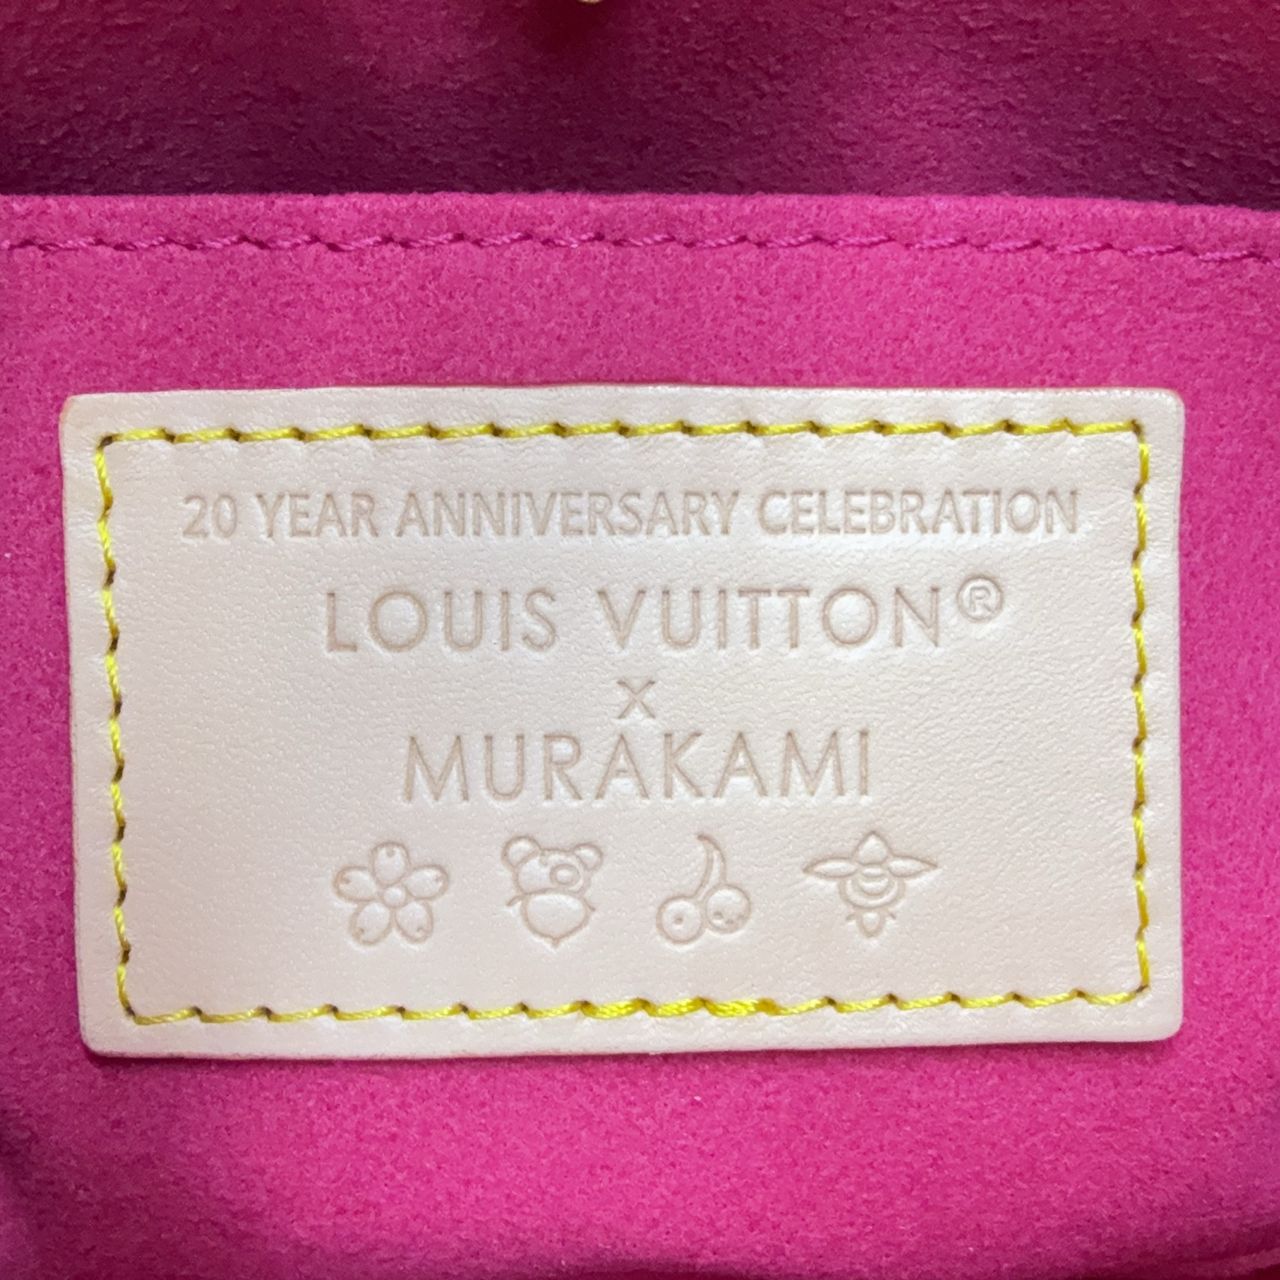 20 YEAR ANNIVERSARY CELEBRATION
LOUIS VUITTON®
x
MURAKAMI